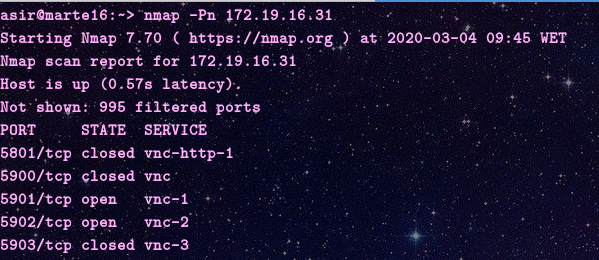 asir@marte16:~> nmap -Pn 172.19.16.31
Starting Nmap 7.70 ( https://nmap.org ) at 2020-03-04 09:45 WET
Nmap scan report for 172.19.16.31
Host is up (0.57s latency).
Not shown: 995 filtered ports
PORT     STATE  SERVICE
5801/tcp closed vnc-http-1
5900/tcp closed vnc
5901/tcp open   vnc-1
5902/tcp open   vnc-2
5903/tcp closed vnc-3